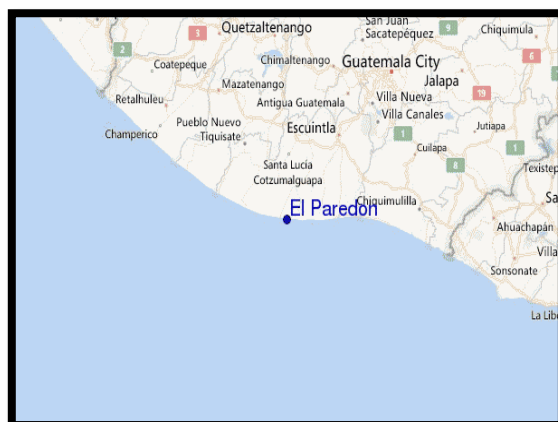 San Juan
Sacatepéquez
9
Chiquimula
Quetzaltenango
3
2
6
Coatepeque
Chimaltenango
Guatemala City
Jalapa
Mazatenango
Retalhuleu
Antigua Guatemala
Villa Nueva
19
Villa Canales
Champerico
Pueblo Nuevo
Tiquisate
Escuintla
1
Jutiapa
Cuilapa
1
Santa Lucia
Cotzumalguapa
8
Texistep
El Paredon
Chiquimulilla
Sa
Ahuachapán
Villa
Sonsonate
La Libe